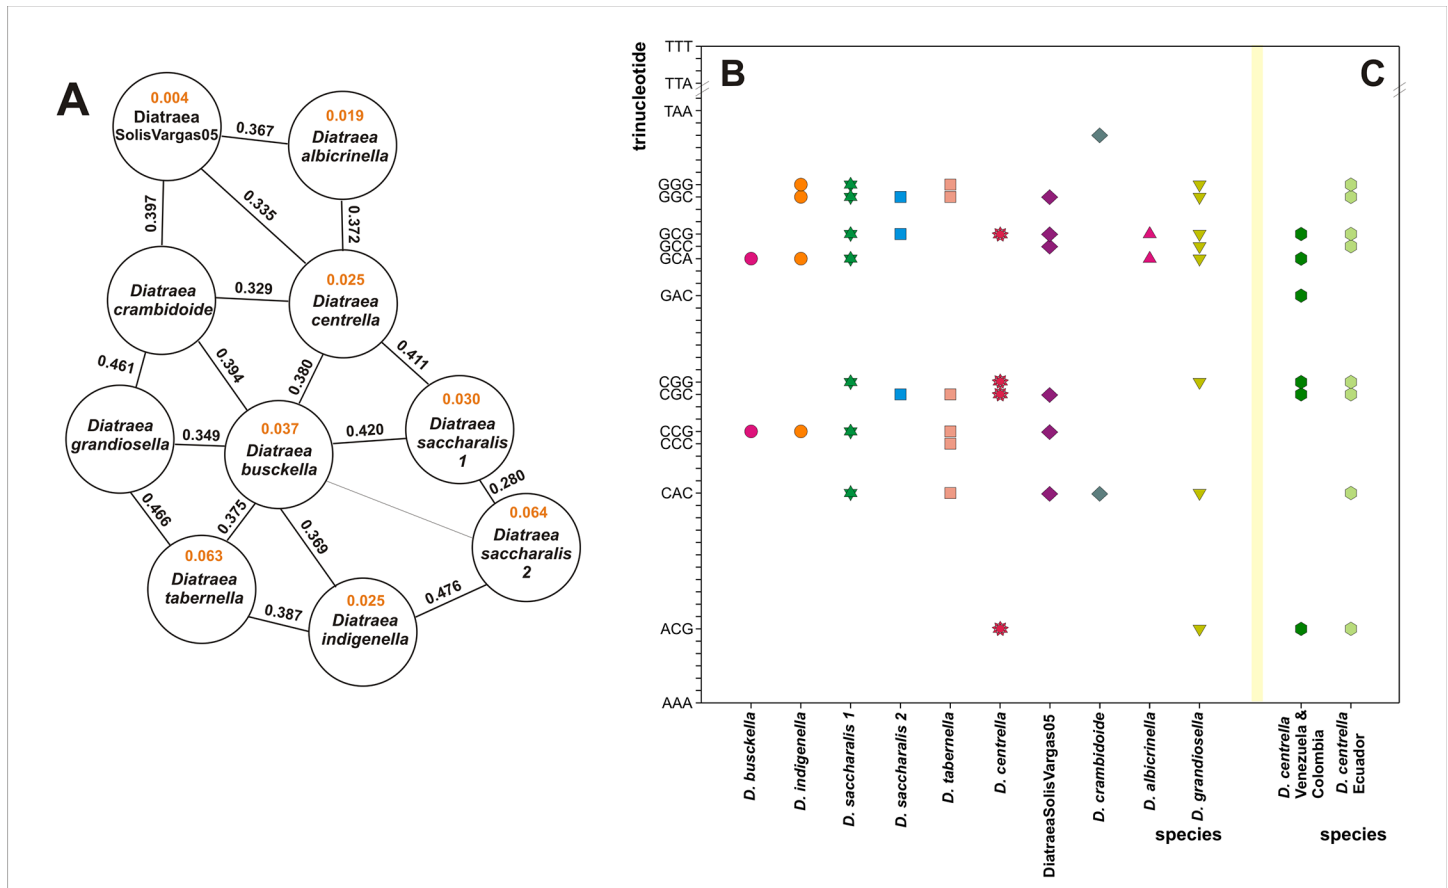 A
0.004
Diatraea
SolisVargas05
0.367
0.019
Diatraea
albicrinella
0.397
0.335
0.372
Diatraea
crambidoide
0.329
0.025
Diatraea
centrella
0.461
0.394
0.380
0.411
Diatraea
grandiosella
0.349
0.037
Diatraea
busckella
0.420
0.030
Diatraea
saccharalis
1
0.280
0.466
0.375
0.369
0.064
Diatraea
saccharalis
2
0.063
Diatraea
tabernella
0.387
0.025
Diatraea
indigenella
0.476
trinucleotide
B
C
TTT
TTA
TAA
GGG
GGC
GCG
GCC
GCA
GAC
CGG
CGC
CCG
CCC
CAC
ACG
AAA
D. busckella
D. indigenella
D. saccharalis 1
D. saccharalis 2
D. tabernella
D. centrella
DiatraeaSolisVargas05
D. crambidoide
D. albicrinella
D. grandiosella
D. centrella
Venezuela &
Colombia
D. centrella
Ecuador
species
species